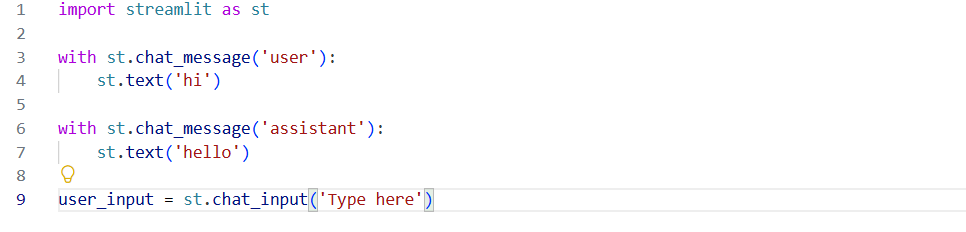 1 import streamlit as st
2
3 with st.chat_message('user'):
4     st.text('hi')
5
6 with st.chat_message('assistant'):
7     st.text('hello')
8
9 user_input = st.chat_input('Type here')